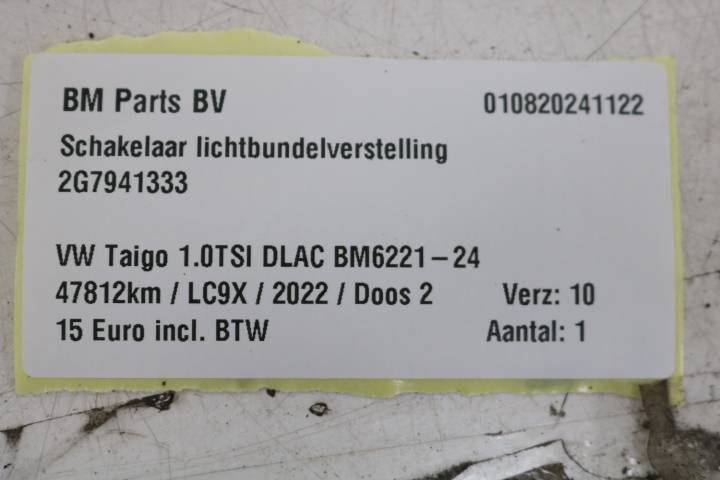 BM Parts BV 010820241122
Schakelaar lichtbundelverstelling
2G7941333
VW Taigo 1.0TSI DLAC BM6221-24
47812km / LC9X / 2022 / Doos 2 Verz: 10
15 Euro incl. BTW Aantal: 1